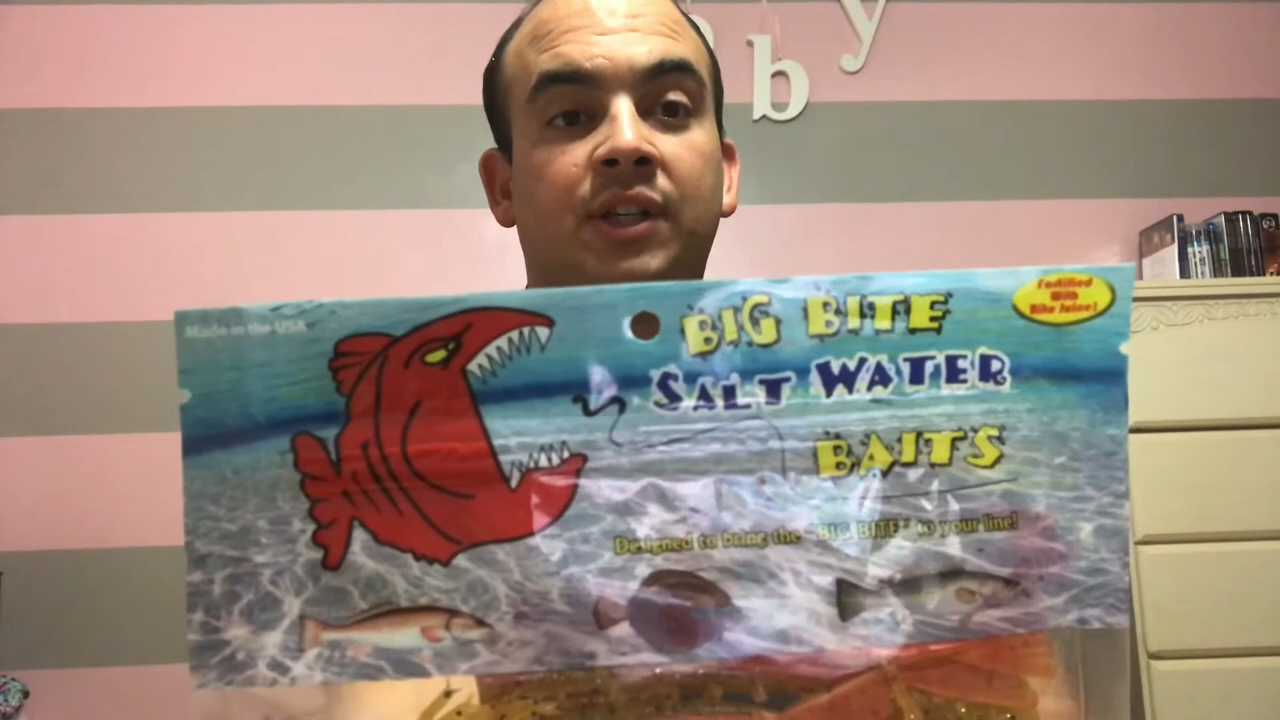 b y
Made in the USA
Fortified
With
Bite Juice!
BIG BITE
SALT WATER
BAITS
Designed to bring the "BIG BITE" to your line!